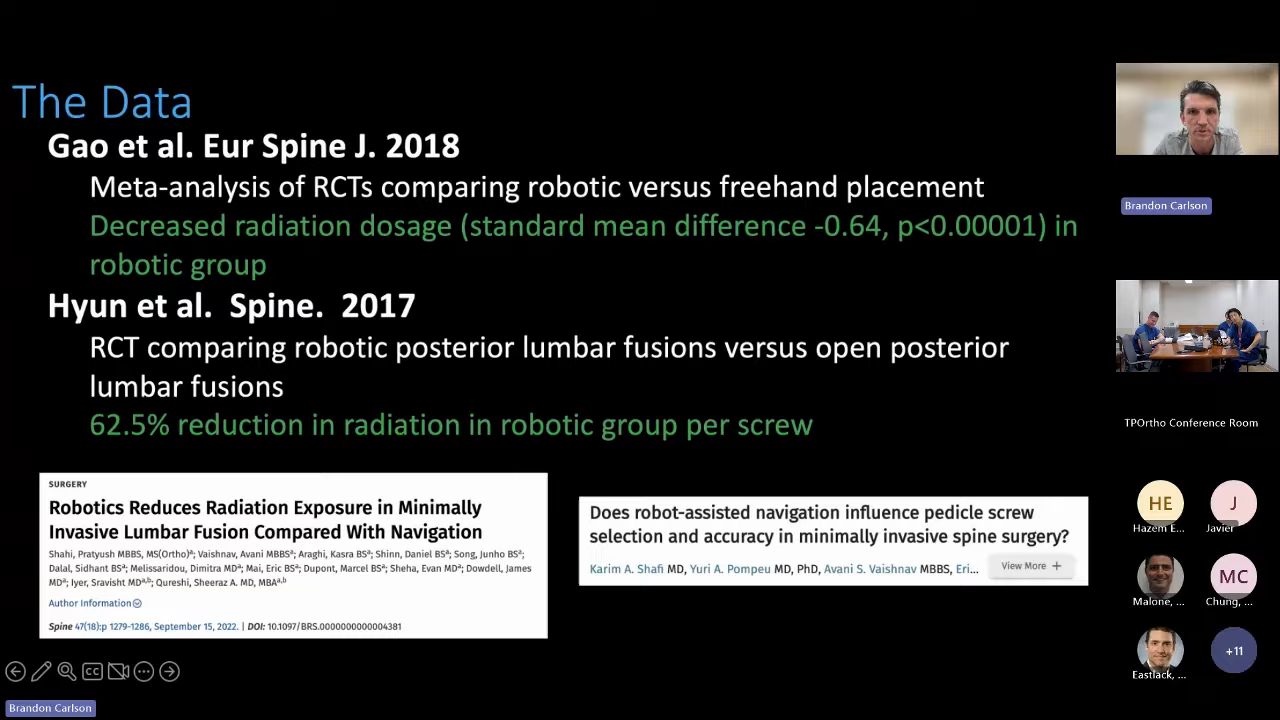 The Data
Gao et al. Eur Spine J. 2018
Meta-analysis of RCTs comparing robotic versus freehand placement
Decreased radiation dosage (standard mean difference -0.64, p<0.00001) in
robotic group
Hyun et al.  Spine.  2017
RCT comparing robotic posterior lumbar fusions versus open posterior
lumbar fusions
62.5% reduction in radiation in robotic group per screw
SURGERY
Robotics Reduces Radiation Exposure in Minimally
Invasive Lumbar Fusion Compared With Navigation
Shahi, Pratyush MBBS, MS(Ortho)ª; Vaishnav, Avani MBBSª; Araghi, Kasra BSª; Shinn, Daniel BSª; Song, Junho BSª;
Dalal, Sidhant BSª; Melissaridou, Dimitra MDª; Mai, Eric BSª; Dupont, Marcel BSª; Sheha, Evan MDª; Dowdell, James
MDª; Iyer, Sravisht MDª,ᵇ; Qureshi, Sheeraz A. MD, MBAª,ᵇ
Author Information
Spine 47(18):p 1279-1286, September 15, 2022. | DOI: 10.1097/BRS.0000000000004381
Does robot-assisted navigation influence pedicle screw
selection and accuracy in minimally invasive spine surgery?
Karim A. Shafi MD, Yuri A. Pompeu MD, PhD, Avani S. Vaishnav MBBS, Eri...
View More +
CC
Brandon Carlson
Brandon Carlson
TPOrtho Conference Room
HE
J
Hazem E...
Javier
MC
Malone, ...
Chung, ...
+11
Eastlack, ...